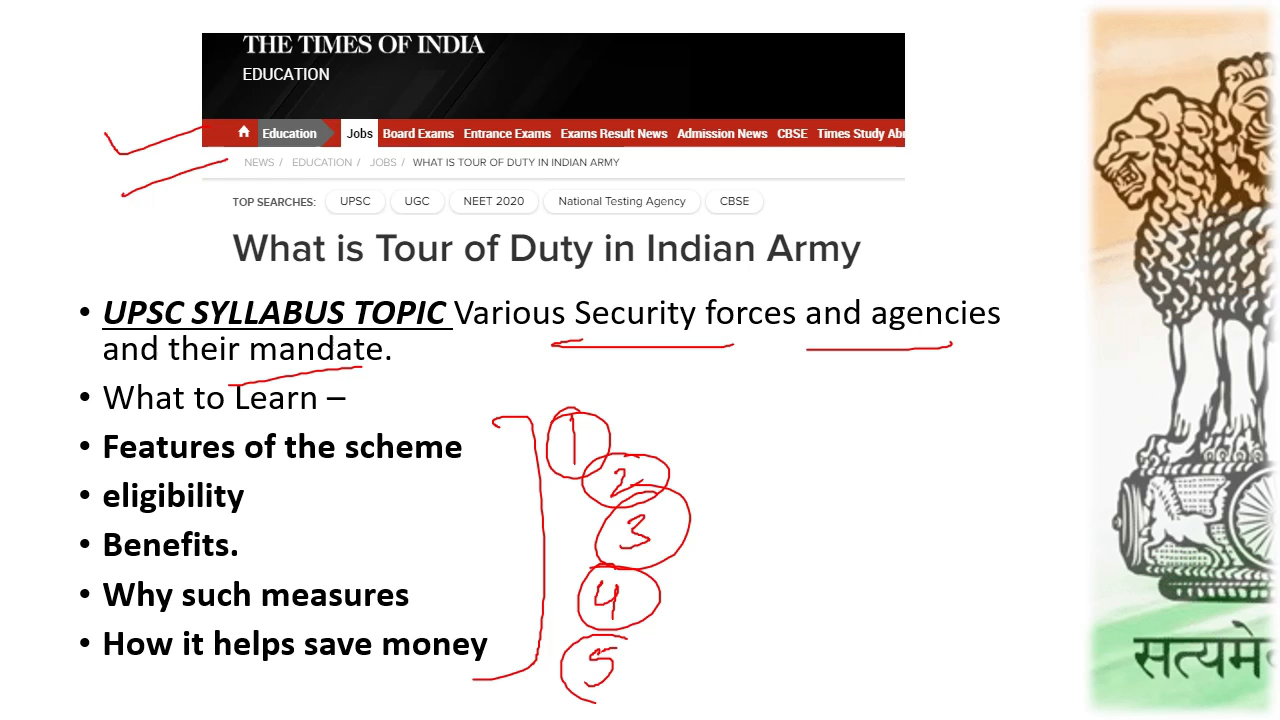 THE TIMES OF INDIA
EDUCATION
Education Jobs Board Exams Entrance Exams Exams Result News Admission News CBSE Times Study
NEWS / EDUCATION / JOBS / WHAT IS TOUR OF DUTY IN INDIAN ARMY
TOP SEARCHES: UPSC UGC NEET 2020 National Testing Agency CBSE
What is Tour of Duty in Indian Army
• UPSC SYLLABUS TOPIC Various Security forces and agencies
and their mandate.
• What to Learn –
• Features of the scheme
• eligibility
• Benefits.
• Why such measures
• How it helps save money
1
2
3
4
5